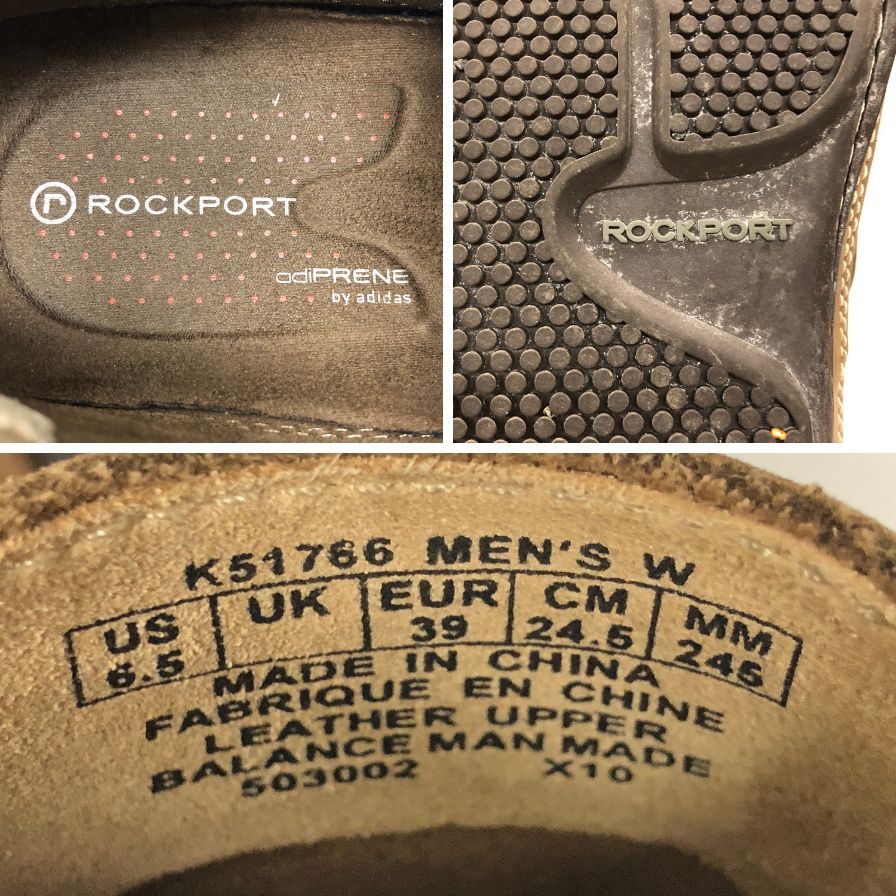 ⓡ ROCKPORT
adiPRENE
by adidas
ROCKPORT
K51766 MEN'S W
US UK EUR CM MM
6.5 39 24.5 245
MADE IN CHINA
FABRIQUE EN CHINE
LEATHER UPPER
BALANCE MAN MADE
503002 X10